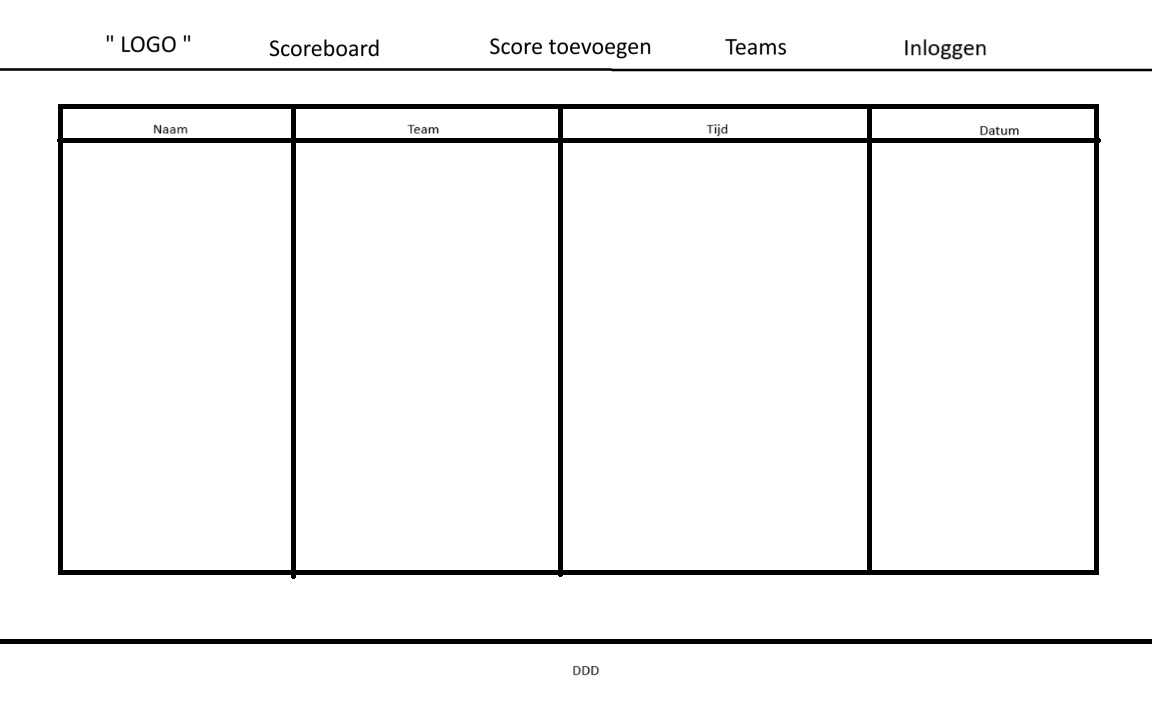 " LOGO " Scoreboard Score toevoegen Teams Inloggen
Naam Team Tijd Datum
DDD